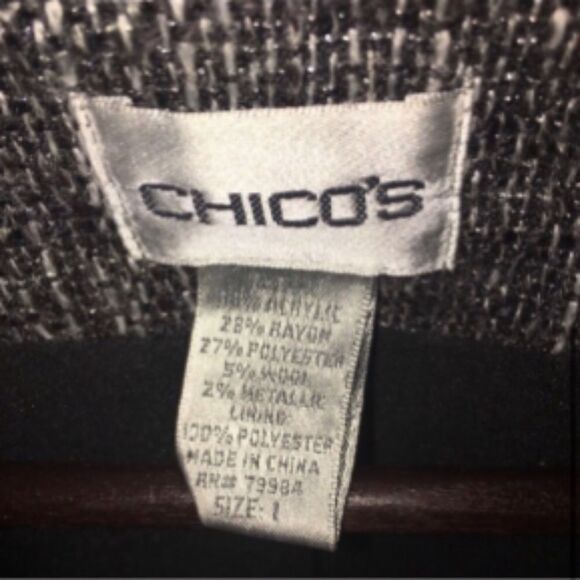 CHICO'S
38% ACRYLIC
28% RAYON
27% POLYESTER
5% WOOL
2% METALLIC
LINING
100% POLYESTER
MADE IN CHINA
RN# 79984
SIZE: 1